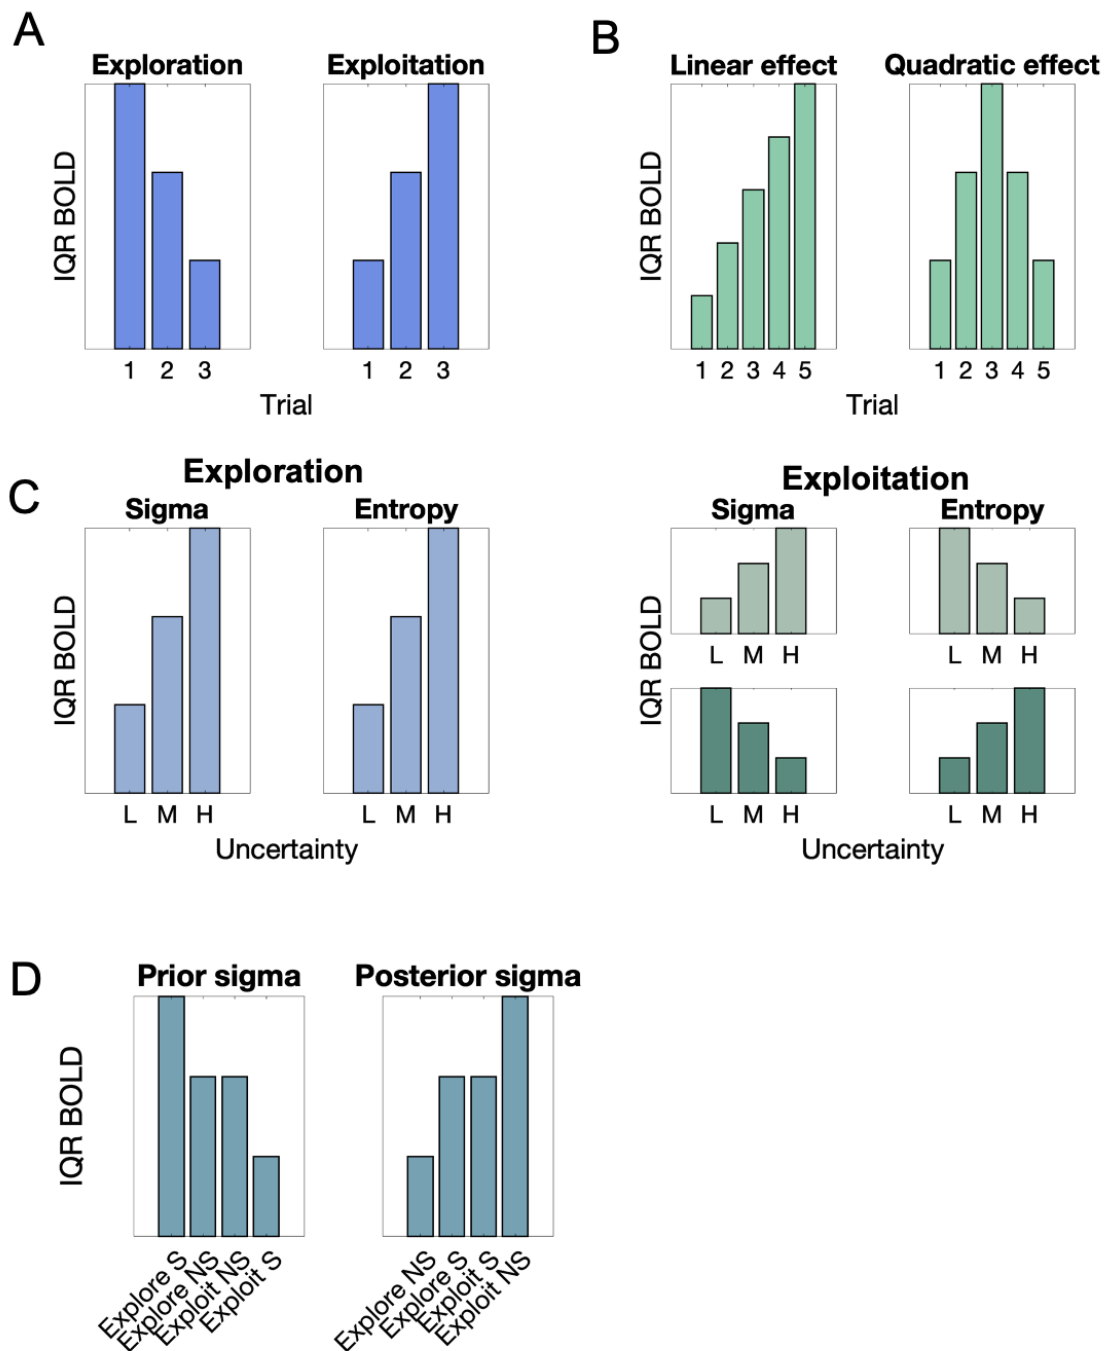 A
Exploration
Exploitation
IQR BOLD
1 2 3
1 2 3
Trial
B
Linear effect
Quadratic effect
IQR BOLD
1 2 3 4 5
1 2 3 4 5
Trial
C
Exploration
Sigma
Entropy
IQR BOLD
L M H
L M H
Uncertainty
Exploitation
Sigma
Entropy
IQR BOLD
L M H
L M H
L M H
L M H
Uncertainty
D
Prior sigma
Posterior sigma
IQR BOLD
Explore S
Explore NS
Exploit NS
Exploit S
Explore NS
Explore S
Exploit S
Exploit NS